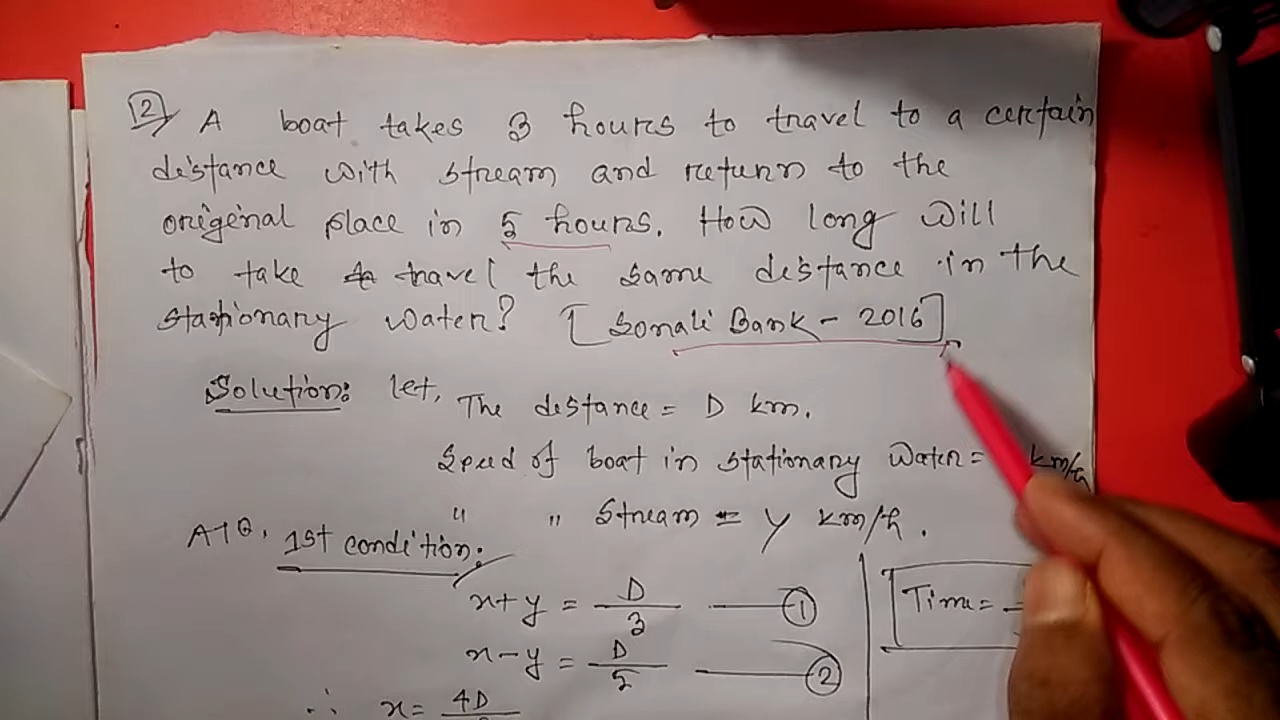 2 A boat takes 3 hours to travel to a certain
distance with stream and return to the
origenal place in 5 hours. How long will
to take travel the same distance in the
stationary water? [Sonali Bank - 2016]
Solution: let, The distance = D km.
Speed of boat in stationary water = km/h
" " Stream = y km/h.
ATQ, 1st condition:
x+y = D/3 — 1
Time =
x-y = D/5 — 2
∴ x = 4D